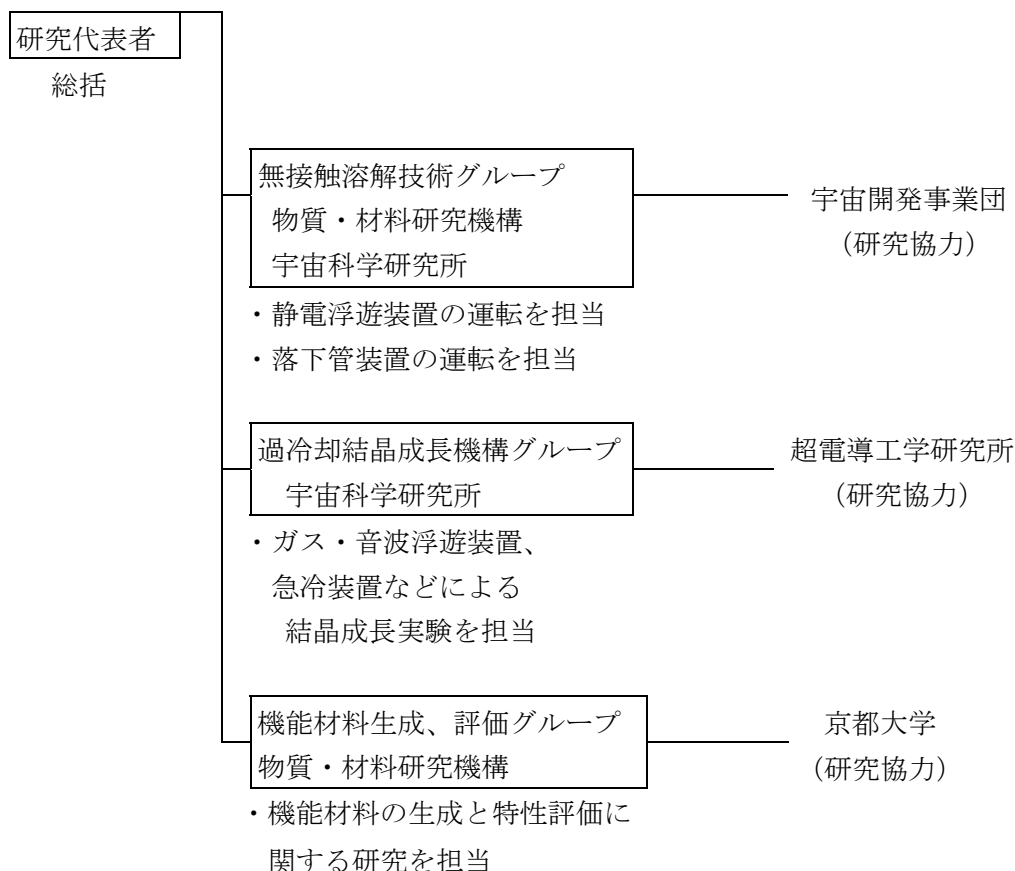 研究代表者
総括
無接触溶解技術グループ
物質・材料研究機構
宇宙科学研究所
宇宙開発事業団
（研究協力）
・静電浮遊装置の運転を担当
・落下管装置の運転を担当
過冷却結晶成長機構グループ
宇宙科学研究所
超電導工学研究所
（研究協力）
・ガス・音波浮遊装置、
急冷装置などによる
結晶成長実験を担当
機能材料生成、評価グループ
物質・材料研究機構
京都大学
（研究協力）
・機能材料の生成と特性評価に
関する研究を担当